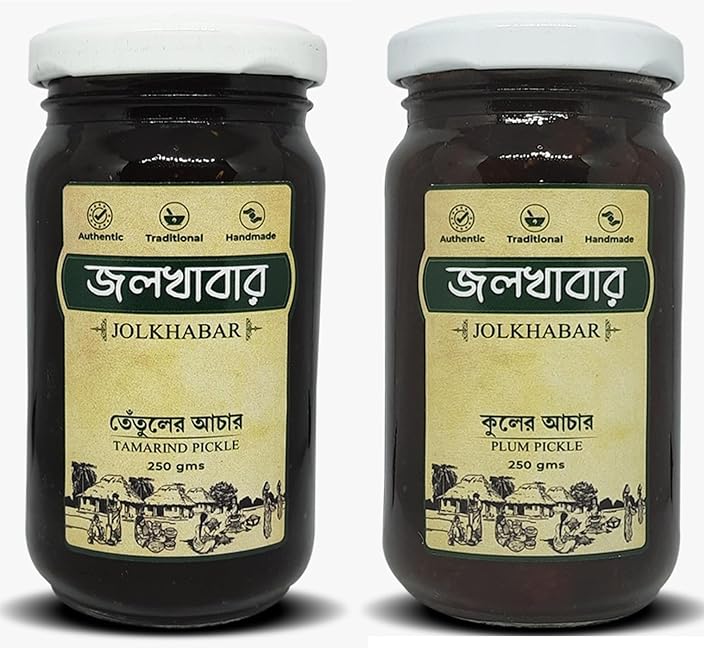 Authentic Traditional Handmade
জলখাবার
JOLKHABAR
তেঁতুলের আচার
TAMARIND PICKLE
250 gms
Authentic Traditional Handmade
জলখাবার
JOLKHABAR
কুলের আচার
PLUM PICKLE
250 gms